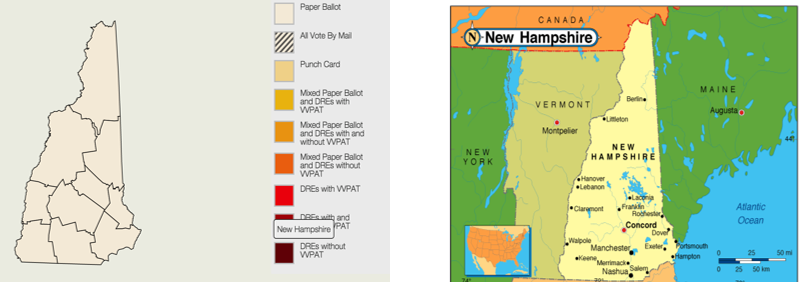 Paper Ballot
All Vote By Mail
Punch Card
Mixed Paper Ballot
and DREs with
VVPAT
Mixed Paper Ballot
and DREs with and
without VVPAT
Mixed Paper Ballot
and DREs without
VVPAT
DREs with VVPAT
DREs with and
VPAT
New Hampshire
DREs without
VVPAT
CANADA
N
New Hampshire
MAINE
Augusta
VERMONT
Montpelier
Berlin
Littleton
44°
NEW
YORK
NEW
HAMPSHIRE
Hanover
Lebanon
Laconia
Claremont
Franklin
Rochester
Atlantic
Ocean
Concord
Dover
Walpole
Manchester
Exeter
Portsmouth
Keene
Merrimack
Hampton
Nashua
Salem
0 25 50 mi
0 25 50 km
74°